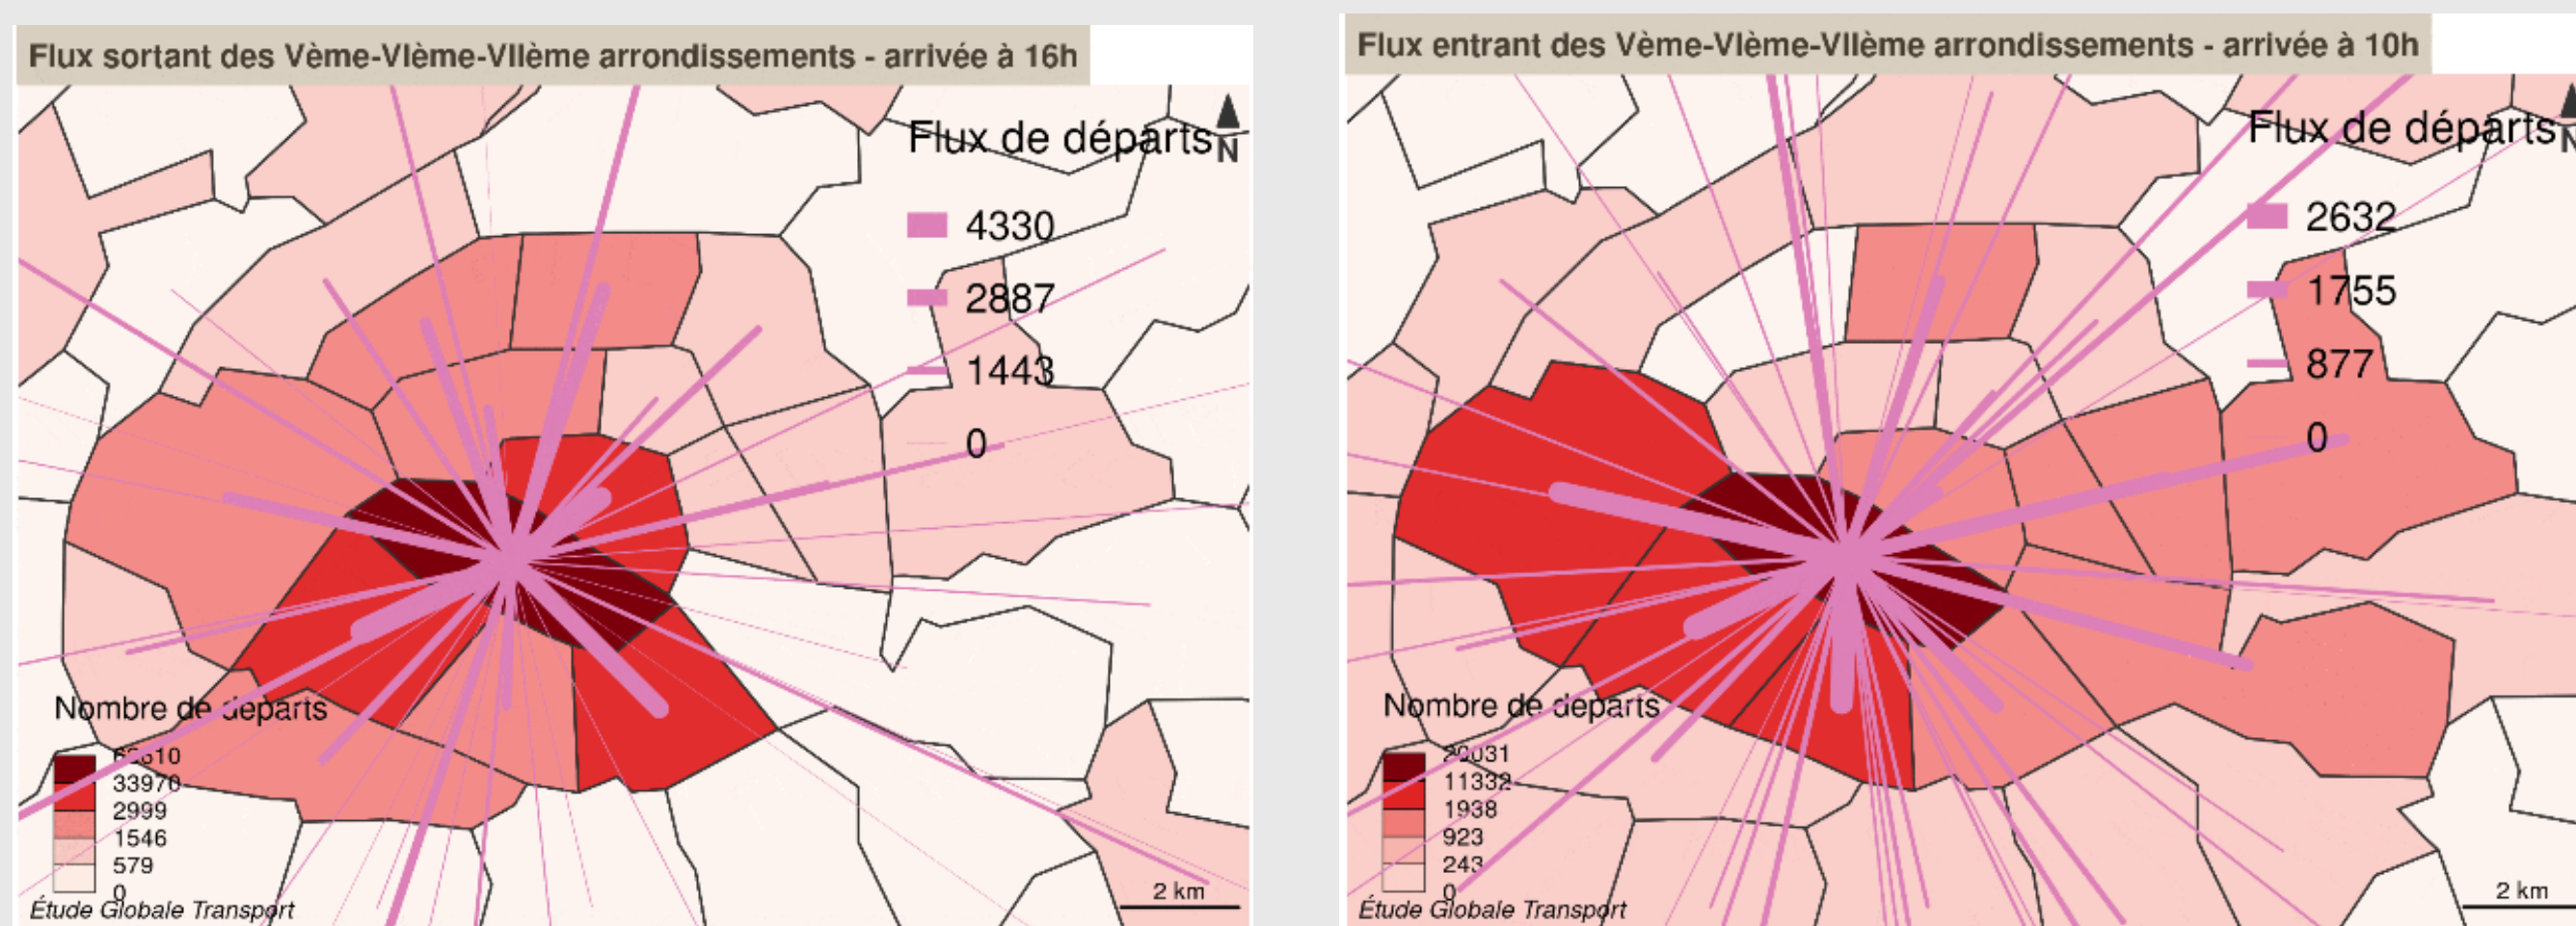 Flux sortant des Vème-VIème-VIIème arrondissements - arrivée à 16h
Flux de départs
N
4330
2887
1443
0
Nombre de départs
33970
2999
1546
579
0
Étude Globale Transport
2 km
Flux entrant des Vème-VIème-VIIème arrondissements - arrivée à 10h
Flux de départs
N
2632
1755
877
0
Nombre de départs
11332
1938
923
243
0
Étude Globale Transport
2 km